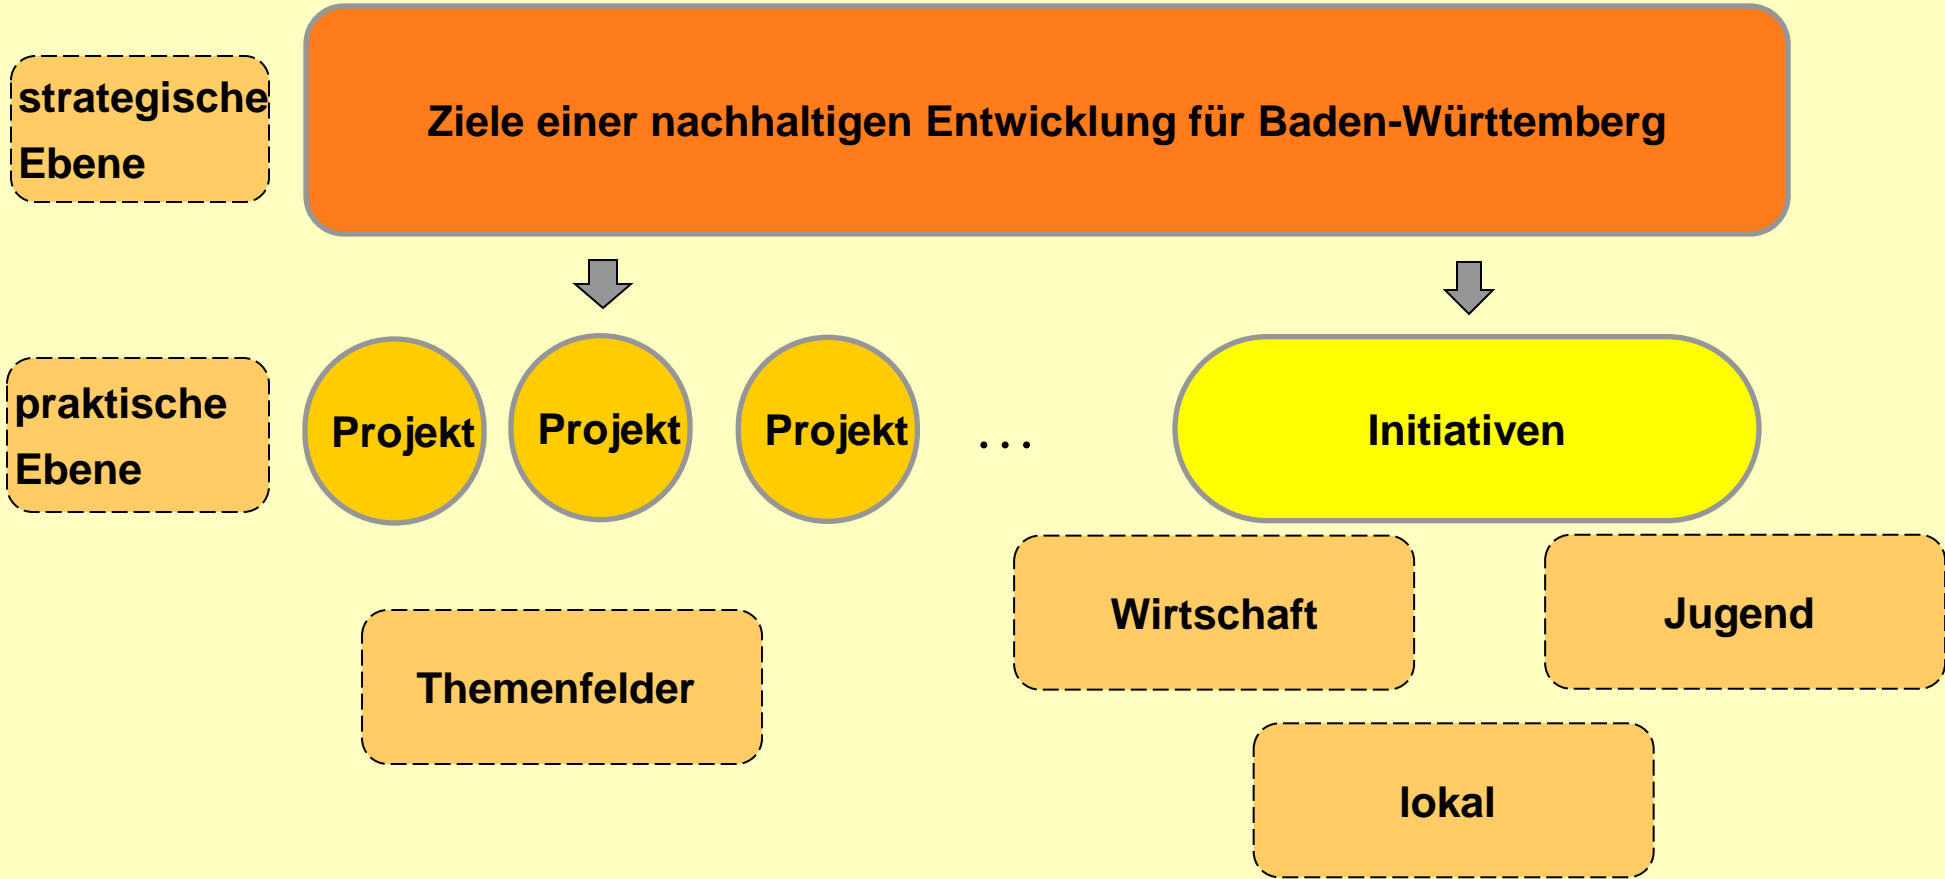 strategische
Ebene
Ziele einer nachhaltigen Entwicklung für Baden-Württemberg
praktische
Ebene
Projekt
Projekt
Projekt
...
Initiativen
Themenfelder
Wirtschaft
Jugend
lokal